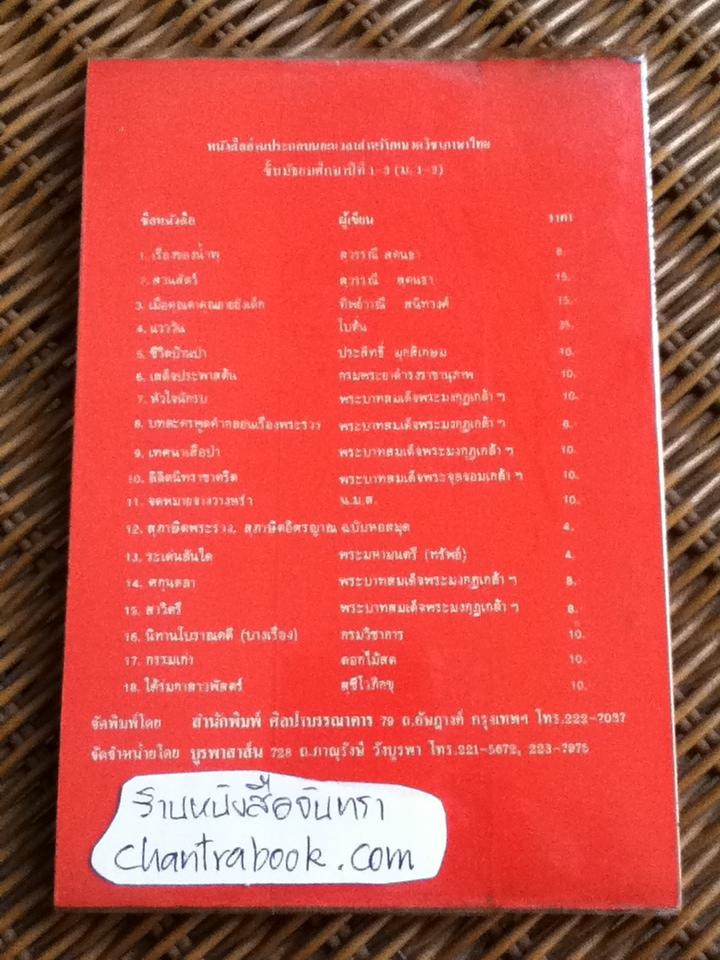 หนังสืออ่านประกอบนอกเวลาสำหรับหมวดวิชาภาษาไทย
ชั้นมัธยมศึกษาปีที่ 1-3 (ม. 1-3)
ชื่อหนังสือ ผู้เขียน ราคา
1. เรื่องของน้ำพุ สุวรรณี สุคนธา 8.
2. สวนสัตว์ สุวรรณี สุคนธา 15.
3. เมื่อคุณตาคุณยายยังเด็ก ทิพย์วาณี สนิทวงศ์ 15.
4. แวววัน โบตั๋น 35.
5. ชีวิตบ้านป่า ประสิทธิ์ มุสิเกษม 10.
6. เสด็จประพาสต้น กรมพระยาดำรงราชานุภาพ 10.
7. หัวใจนักรบ พระบาทสมเด็จพระมงกุฎเกล้า ฯ 10.
8. บทละครพูดคำกลอนเรื่องพระร่วง พระบาทสมเด็จพระมงกุฎเกล้า ฯ 8.
9. เทศนาเสือป่า พระบาทสมเด็จพระมงกุฎเกล้า ฯ 10.
10. ลิลิตนิทราชาคริต พระบาทสมเด็จพระจุลจอมเกล้า ฯ 10.
11. จดหมายจางวางหร่ำ น.ม.ส. 10.
12. สุภาษิตพระร่วง, สุภาษิตอิศรญาณ ฉบับหอสมุด 4.
13. ระเด่นลันได พระมหามนตรี (ทรัพย์) 4.
14. ศกุนตลา พระบาทสมเด็จพระมงกุฎเกล้า ฯ 8.
15. สาวิตรี พระบาทสมเด็จพระมงกุฎเกล้า ฯ 8.
16. นิทานโบราณคดี (บางเรื่อง) กรมวิชาการ 10.
17. กรรมเก่า ดอกไม้สด 10.
18. ใต้ร่มกาสาวพัสตร์ สุชีโวภิกขุ 10.
จัดพิมพ์โดย สำนักพิมพ์ ศิลปาบรรณาคาร 79 ถ.อัษฎางค์ กรุงเทพฯ โทร.222-7037
จัดจำหน่ายโดย บูรพาสาส์น 728 ถ.ภาณุรังษี วังบูรพา โทร.221-5672, 223-7975
ร้านหนังสือจันทรา
chantrabook.com